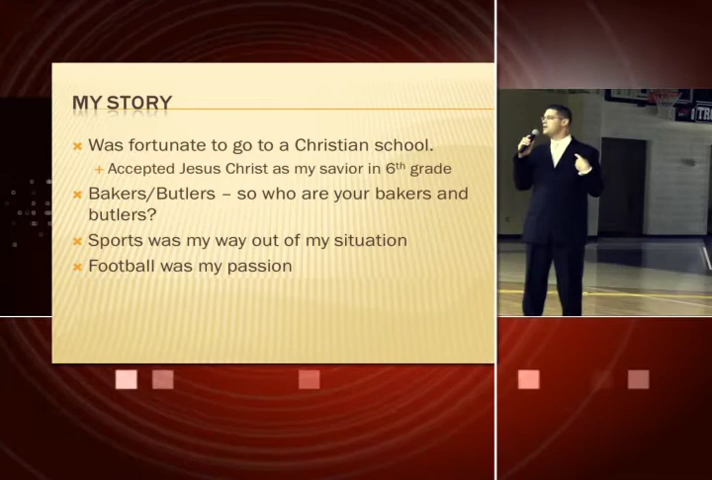 MY STORY
Was fortunate to go to a Christian school.
Accepted Jesus Christ as my savior in 6th grade
Bakers/Butlers – so who are your bakers and
butlers?
Sports was my way out of my situation
Football was my passion